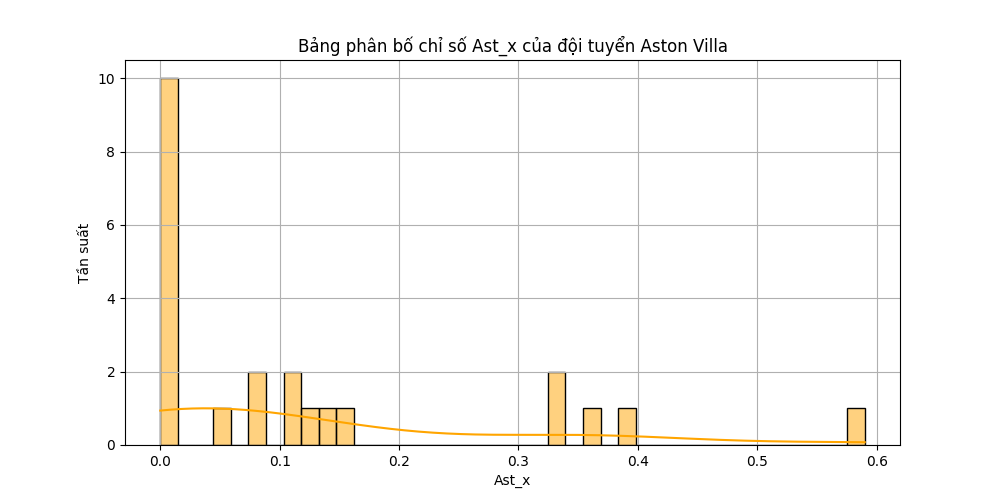 Bảng phân bố chỉ số Ast_x của đội tuyển Aston Villa
10
8
6
4
2
0
Tần suất
0.0 0.1 0.2 0.3 0.4 0.5 0.6
Ast_x